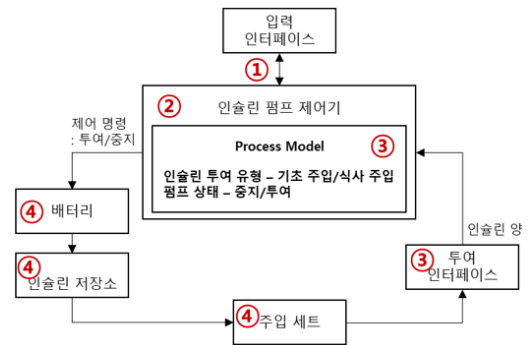 입력
인터페이스
①
②
인슐린 펌프 제어기
Process Model
③
인슐린 투여 유형 – 기초 주입/식사 주입
펌프 상태 – 중지/투여
제어 명령
: 투여/중지
④
배터리
④
인슐린 저장소
④
주입 세트
③
투여
인터페이스
인슐린 양